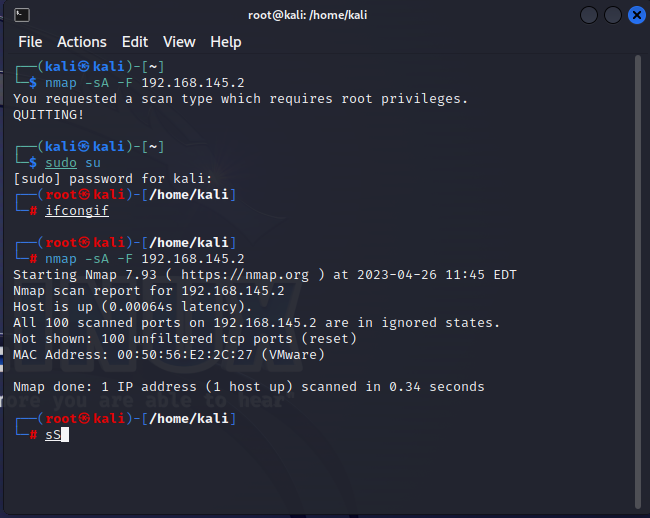 root@kali: /home/kali
File Actions Edit View Help
┌──(kali㉿kali)-[~]
└─$ nmap -sA -F 192.168.145.2
You requested a scan type which requires root privileges.
QUITTING!
┌──(kali㉿kali)-[~]
└─$ sudo su
[sudo] password for kali:
┌──(root㉿kali)-[/home/kali]
└─# ifcongif
┌──(root㉿kali)-[/home/kali]
└─# nmap -sA -F 192.168.145.2
Starting Nmap 7.93 ( https://nmap.org ) at 2023-04-26 11:45 EDT
Nmap scan report for 192.168.145.2
Host is up (0.00064s latency).
All 100 scanned ports on 192.168.145.2 are in ignored states.
Not shown: 100 unfiltered tcp ports (reset)
MAC Address: 00:50:56:E2:2C:27 (VMware)
Nmap done: 1 IP address (1 host up) scanned in 0.34 seconds
ore you are able to hear"
┌──(root㉿kali)-[/home/kali]
└─# sS